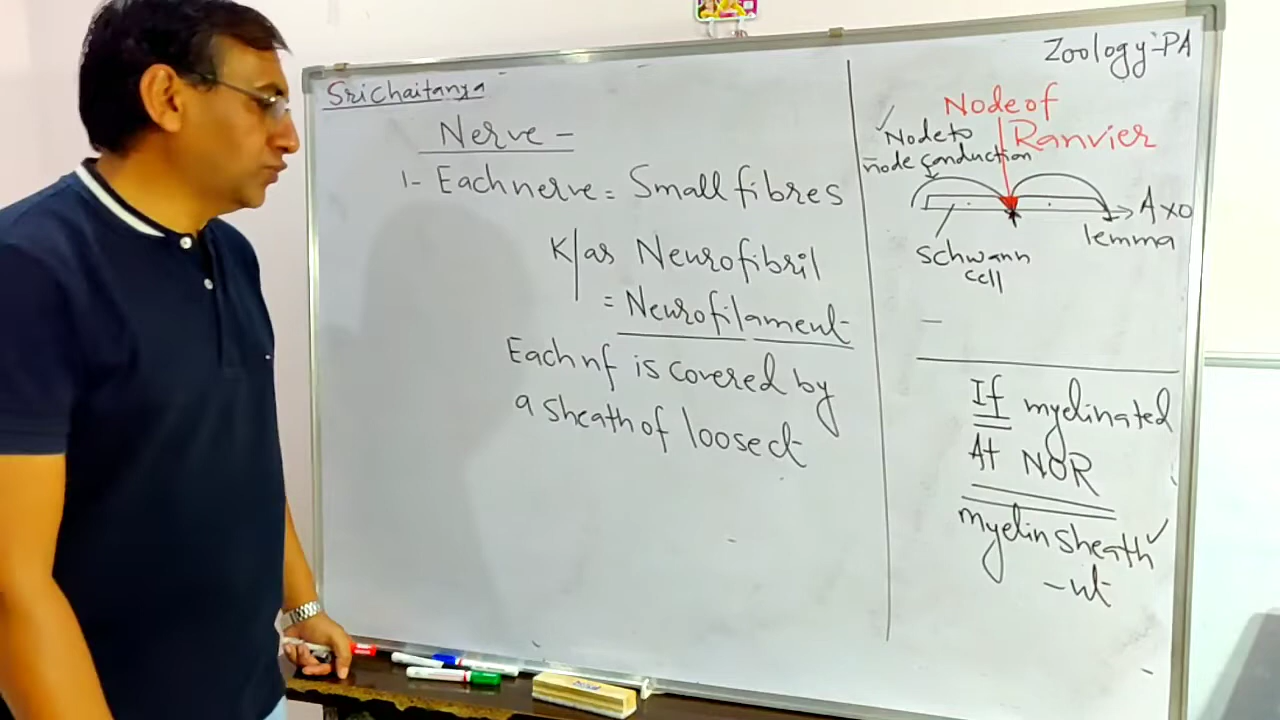 Srichaitanya
Nerve -
1- Each nerve = Small fibres
K/as Neurofibril
= Neurofilament
Each nf is covered by
a sheath of loose ct
Zoology-PA
Node of
Ranvier
✓ Node to
node conduction
Axo
lemma
Schwann
cell
If myelinated
At NOR
myelin sheath ✓
-nt